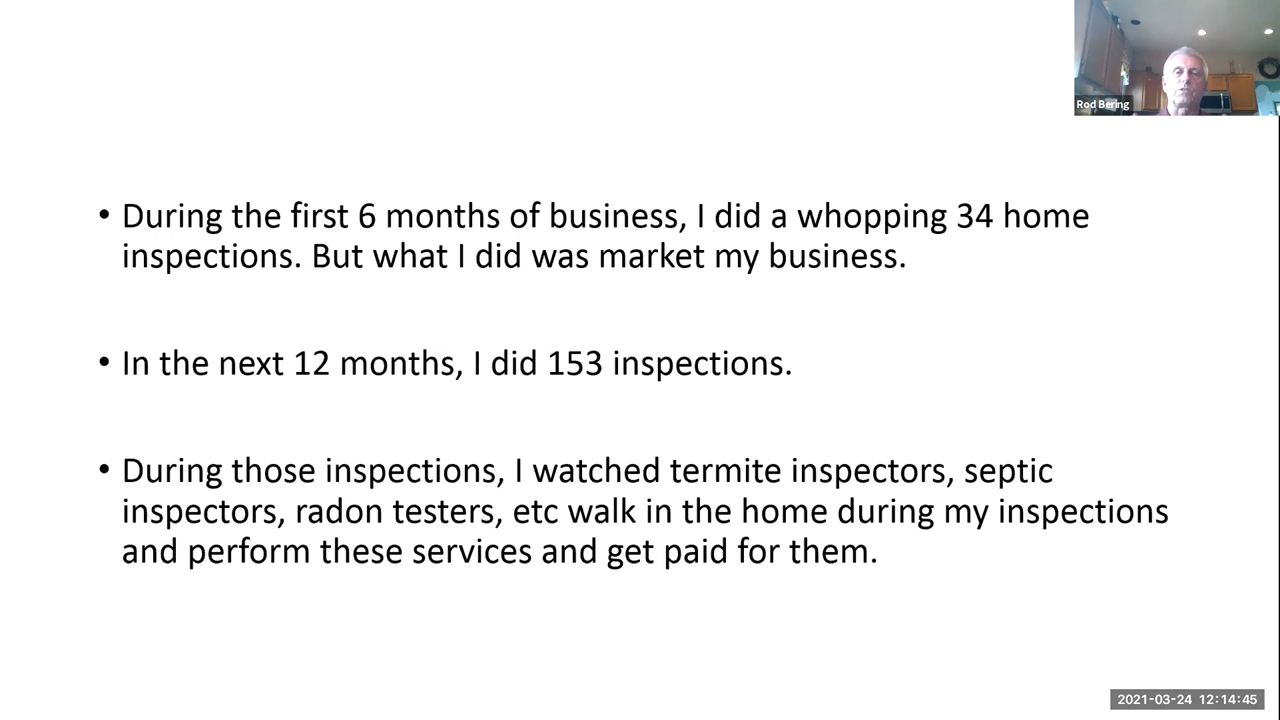 Rod Bering
• During the first 6 months of business, I did a whopping 34 home
inspections. But what I did was market my business.
• In the next 12 months, I did 153 inspections.
• During those inspections, I watched termite inspectors, septic
inspectors, radon testers, etc walk in the home during my inspections
and perform these services and get paid for them.
2021-03-24 12:14:45